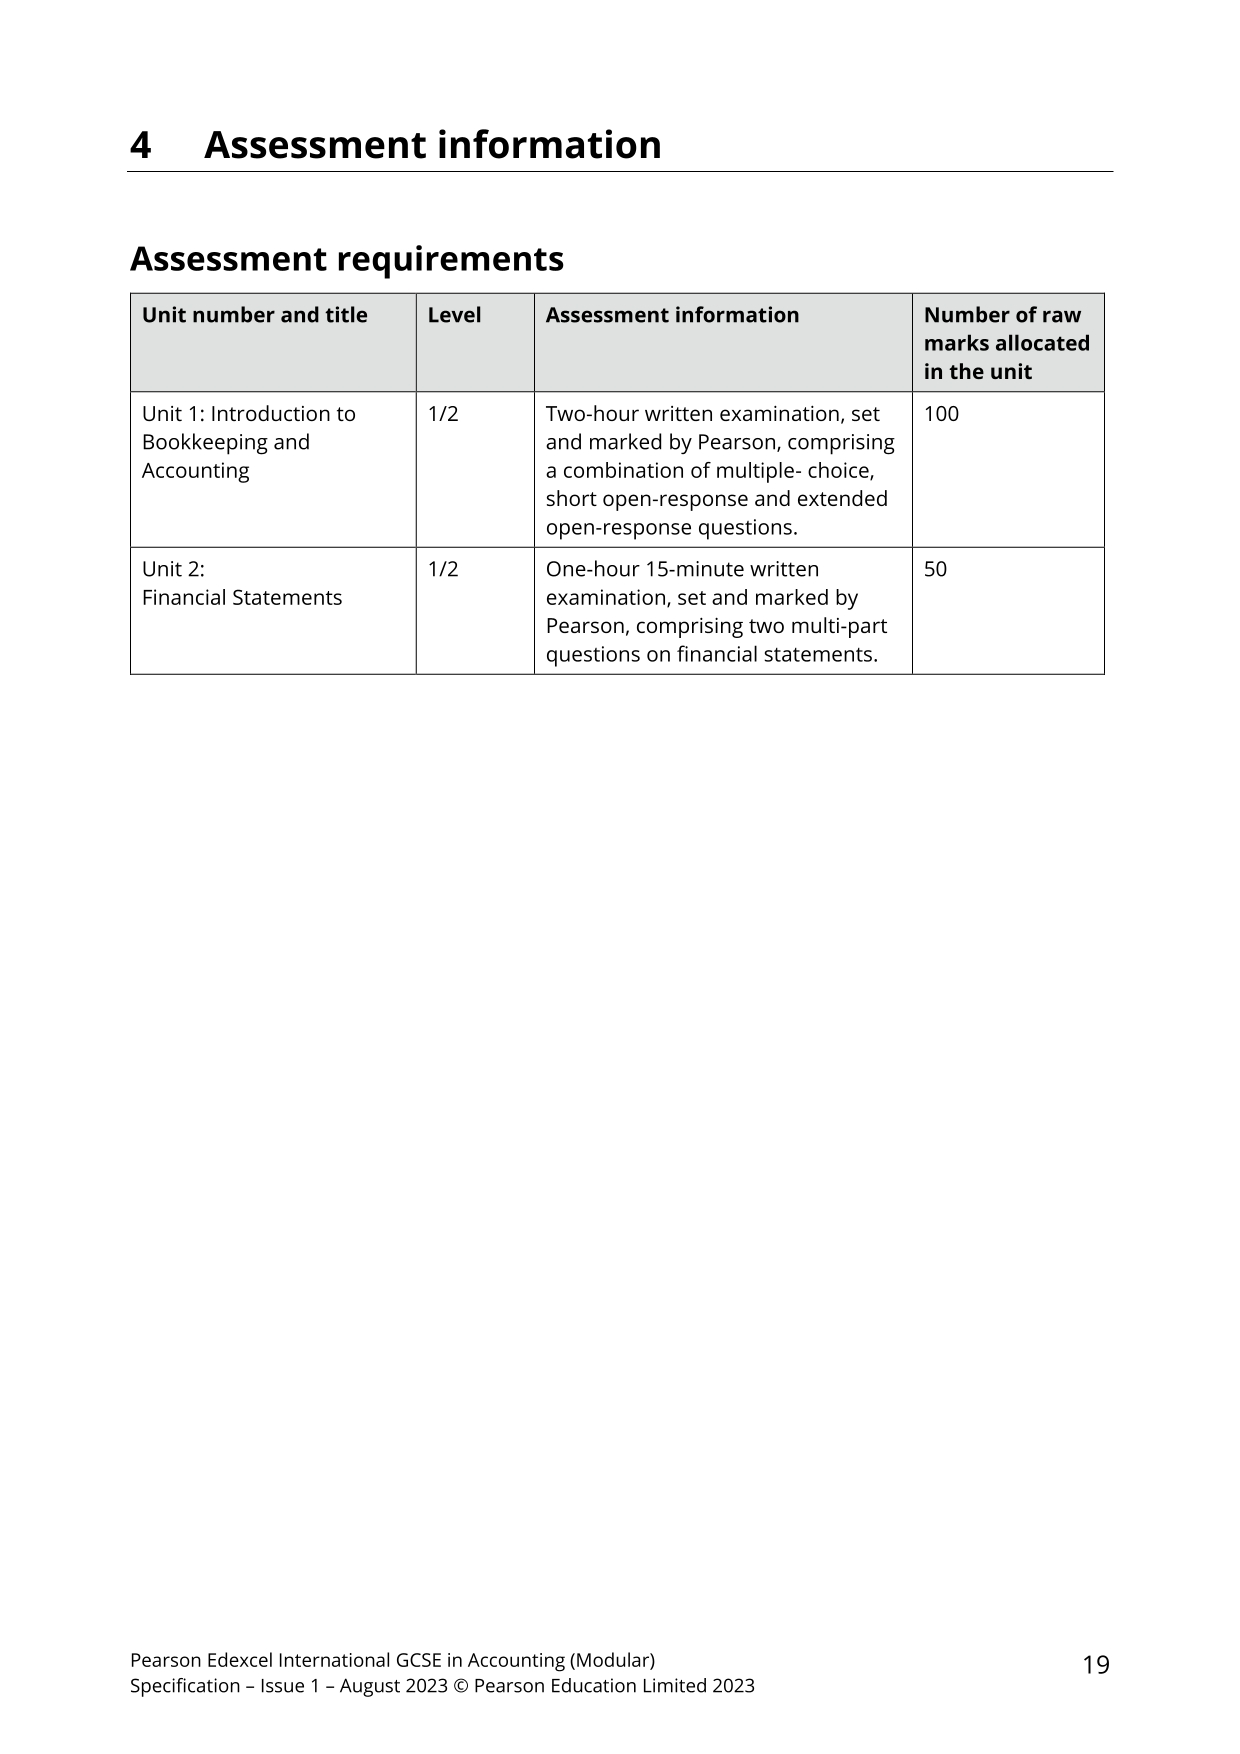 4 Assessment information
Assessment requirements
Unit number and title
Level
Assessment information
Number of raw
marks allocated
in the unit
Unit 1: Introduction to
Bookkeeping and
Accounting
1/2
Two-hour written examination, set
and marked by Pearson, comprising
a combination of multiple- choice,
short open-response and extended
open-response questions.
100
Unit 2:
Financial Statements
1/2
One-hour 15-minute written
examination, set and marked by
Pearson, comprising two multi-part
questions on financial statements.
50
Pearson Edexcel International GCSE in Accounting (Modular)
Specification – Issue 1 – August 2023 © Pearson Education Limited 2023
19